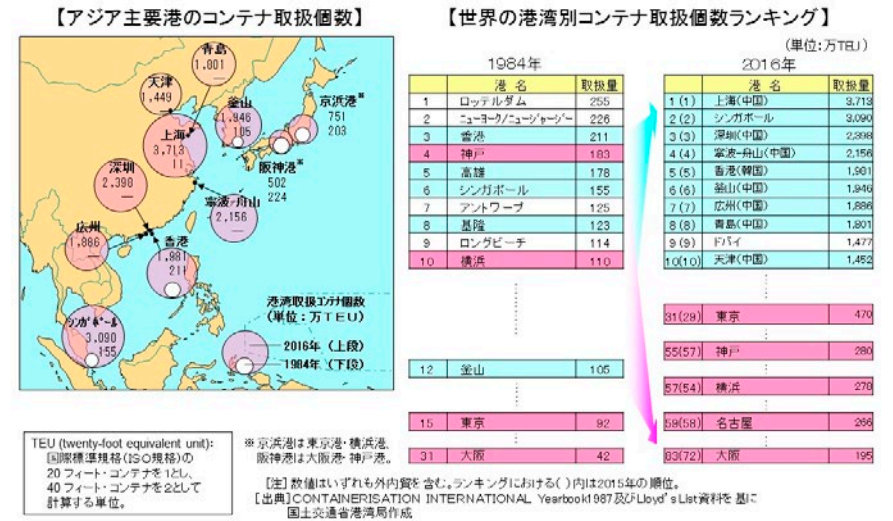 【アジア主要港のコンテナ取扱個数】
青島
1,801
―
天津
1,449
―
釜山
1,946
105
京浜港※
751
203
上海
3,713
11
阪神港※
502
224
深圳
2,398
―
寧波-舟山
2,156
―
広州
1,886
―
香港
1,981
211
シンガポール
3,090
155
港湾取扱コンテナ個数
(単位：万TEU)
2016年（上段）
1984年（下段）
TEU (twenty-foot equivalent unit):
国際標準規格(ISO規格)の
20フィート・コンテナを1とし、
40フィート・コンテナを2として
計算する単位。
※京浜港は東京港・横浜港、
阪神港は大阪港・神戸港。
【世界の港湾別コンテナ取扱個数ランキング】
(単位：万TEU)
1984年
港 名 取扱量
1 ロッテルダム 255
2 ニューヨーク/ニュージャージー 226
3 香港 211
4 神戸 183
5 高雄 178
6 シンガポール 155
7 アントワープ 125
8 基隆 123
9 ロングビーチ 114
10 横浜 110
12 釜山 105
15 東京 92
31 大阪 42
2016年
港 名 取扱量
1(1) 上海(中国) 3,713
2(2) シンガポール 3,090
3(3) 深圳(中国) 2,398
4(4) 寧波-舟山(中国) 2,156
5(5) 香港(韓国) 1,981
6(6) 釜山(中国) 1,946
7(7) 広州(中国) 1,886
8(8) 青島(中国) 1,801
9(9) ドバイ 1,477
10(10) 天津(中国) 1,452
31(29) 東京 470
55(57) 神戸 280
57(54) 横浜 278
59(58) 名古屋 266
83(72) 大阪 195
[注] 数値はいずれも外内貿を含む。ランキングにおける( )内は2015年の順位。
[出典]CONTAINERISATION INTERNATIONAL Yearbook1987及びLloyd's List資料を基に
国土交通省港湾局作成